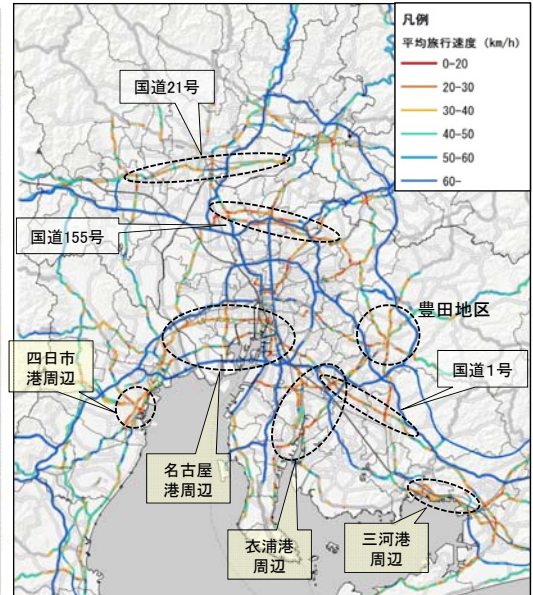 凡例
平均旅行速度 (km/h)
0-20
20-30
30-40
40-50
50-60
60-
国道21号
国道155号
豊田地区
四日市
港周辺
国道1号
名古屋
港周辺
衣浦港
周辺
三河港
周辺